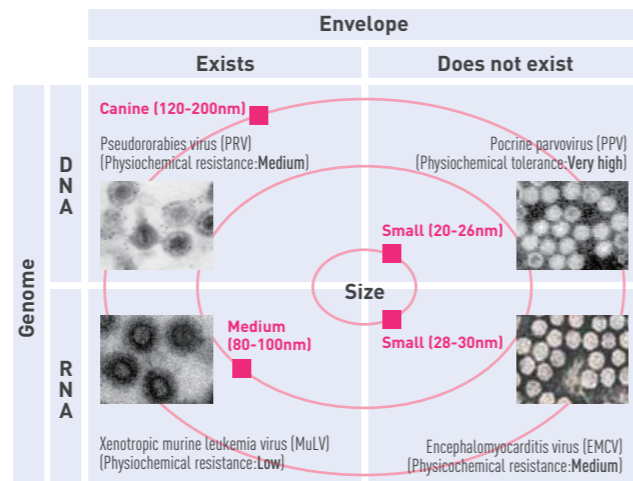 Envelope
Exists
Does not exist
Genome
DNA
Canine (120-200nm)
Pseudororabies virus (PRV)
(Physiochemical resistance:Medium)
Pocrine parvovirus (PPV)
(Physiochemical tolerance:Very high)
Small (20-26nm)
Size
RNA
Medium
(80-100nm)
Small (28-30nm)
Xenotropic murine leukemia virus (MuLV)
(Physiochemical resistance:Low)
Encephalomyocarditis virus (EMCV)
(Physicochemical resistance:Medium)